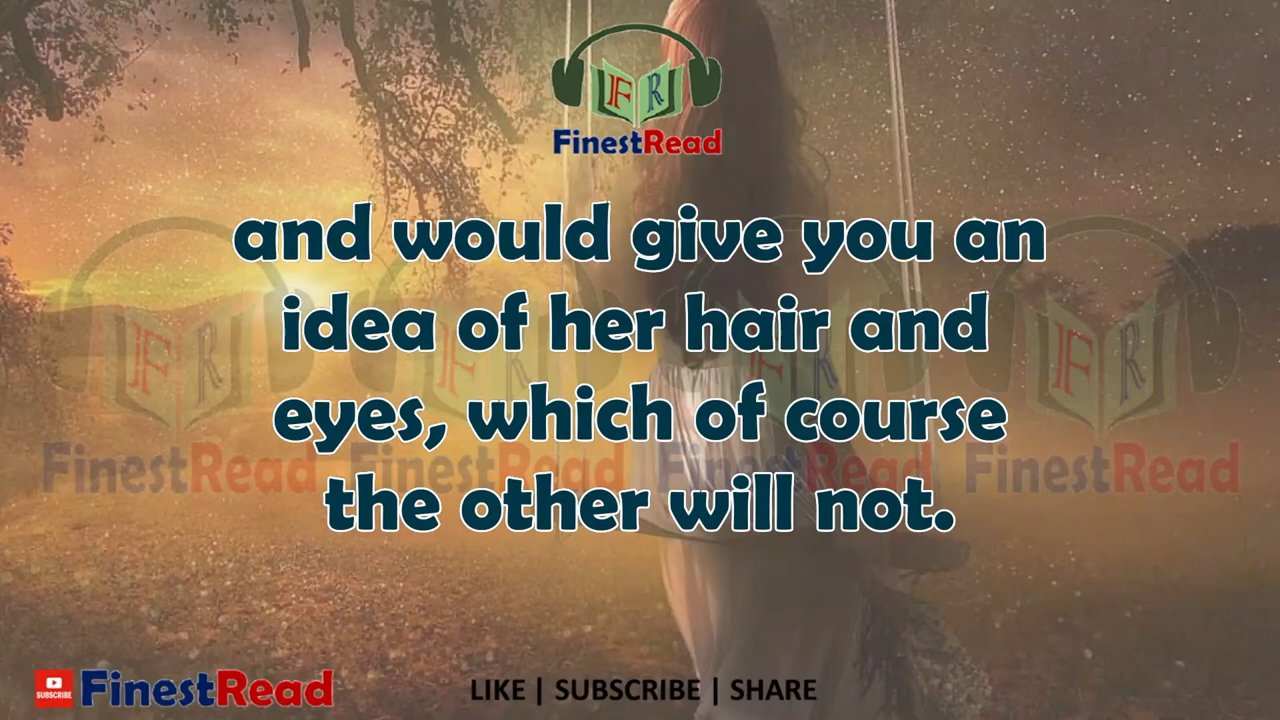 F R
FinestRead
and would give you an
idea of her hair and
eyes, which of course
the other will not.
F R F R F R F R
FinestRead FinestRead FinestRead FinestRead
SUBSCRIBE FinestRead LIKE | SUBSCRIBE | SHARE